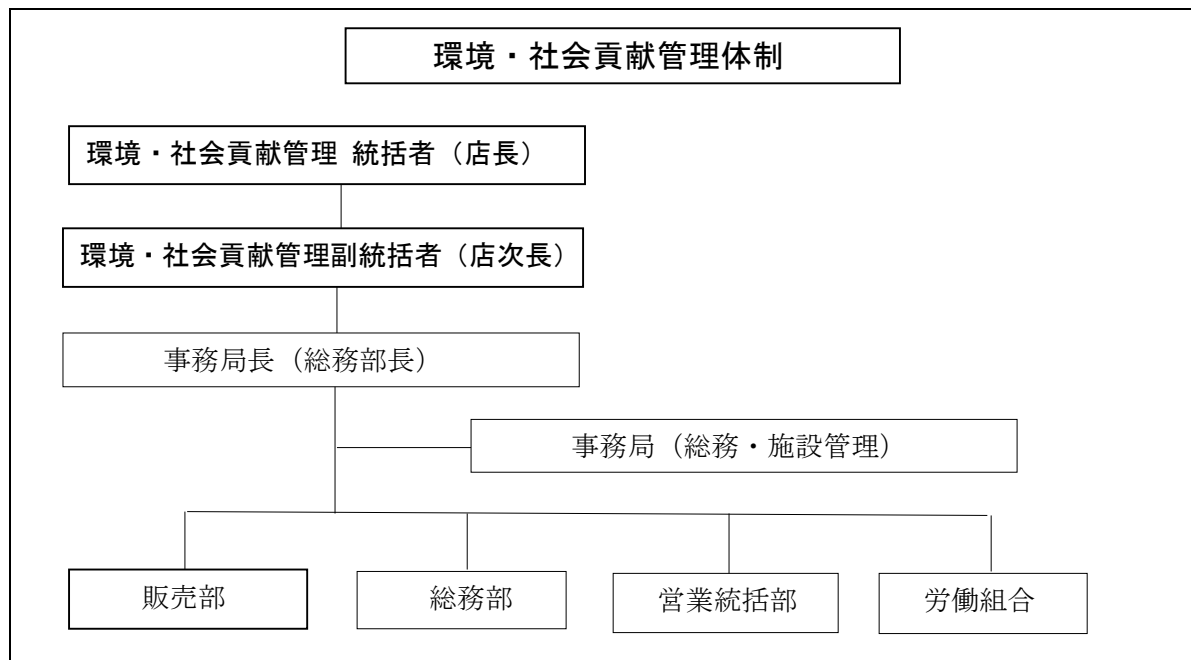 環境・社会貢献管理体制
環境・社会貢献管理 統括者（店長）
環境・社会貢献管理副統括者（店次長）
事務局長（総務部長）
事務局（総務・施設管理）
販売部
総務部
営業統括部
労働組合